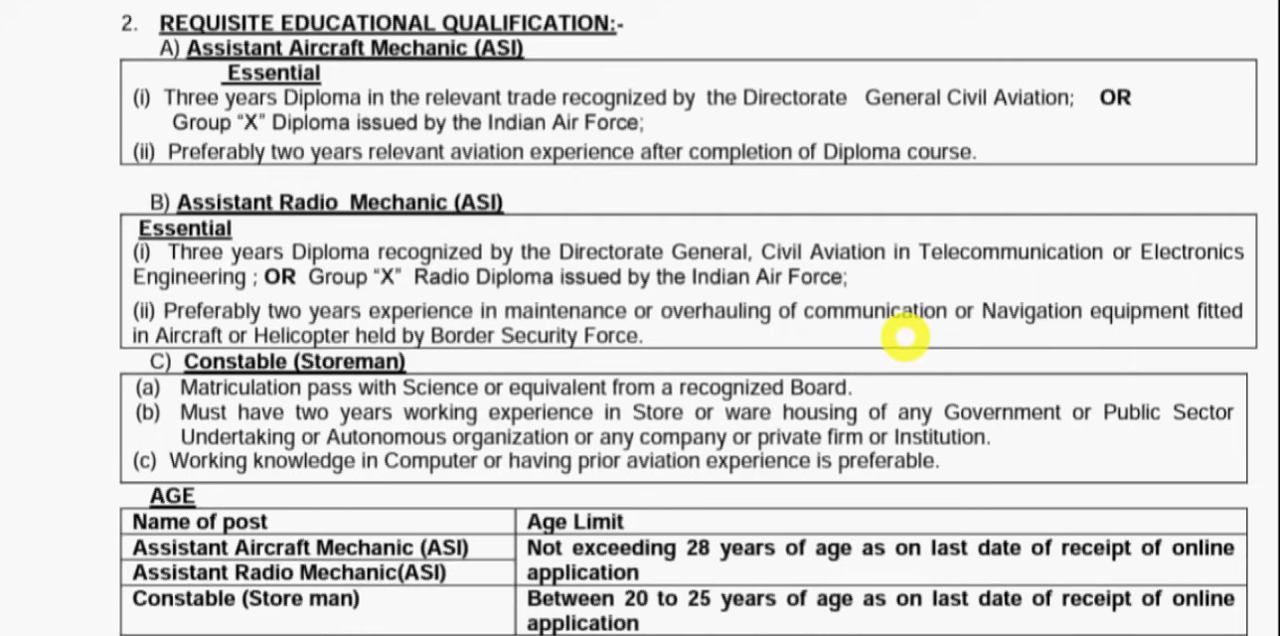 2. REQUISITE EDUCATIONAL QUALIFICATION:-
A) Assistant Aircraft Mechanic (ASI)
Essential
(i) Three years Diploma in the relevant trade recognized by the Directorate General Civil Aviation; OR
Group "X" Diploma issued by the Indian Air Force;
(ii) Preferably two years relevant aviation experience after completion of Diploma course.
B) Assistant Radio Mechanic (ASI)
Essential
(i) Three years Diploma recognized by the Directorate General, Civil Aviation in Telecommunication or Electronics
Engineering ; OR Group "X" Radio Diploma issued by the Indian Air Force;
(ii) Preferably two years experience in maintenance or overhauling of communication or Navigation equipment fitted
in Aircraft or Helicopter held by Border Security Force.
C) Constable (Storeman)
(a) Matriculation pass with Science or equivalent from a recognized Board.
(b) Must have two years working experience in Store or ware housing of any Government or Public Sector
Undertaking or Autonomous organization or any company or private firm or Institution.
(c) Working knowledge in Computer or having prior aviation experience is preferable.
AGE
Name of post Age Limit
Assistant Aircraft Mechanic (ASI) Not exceeding 28 years of age as on last date of receipt of online
Assistant Radio Mechanic(ASI) application
Constable (Store man) Between 20 to 25 years of age as on last date of receipt of online
application